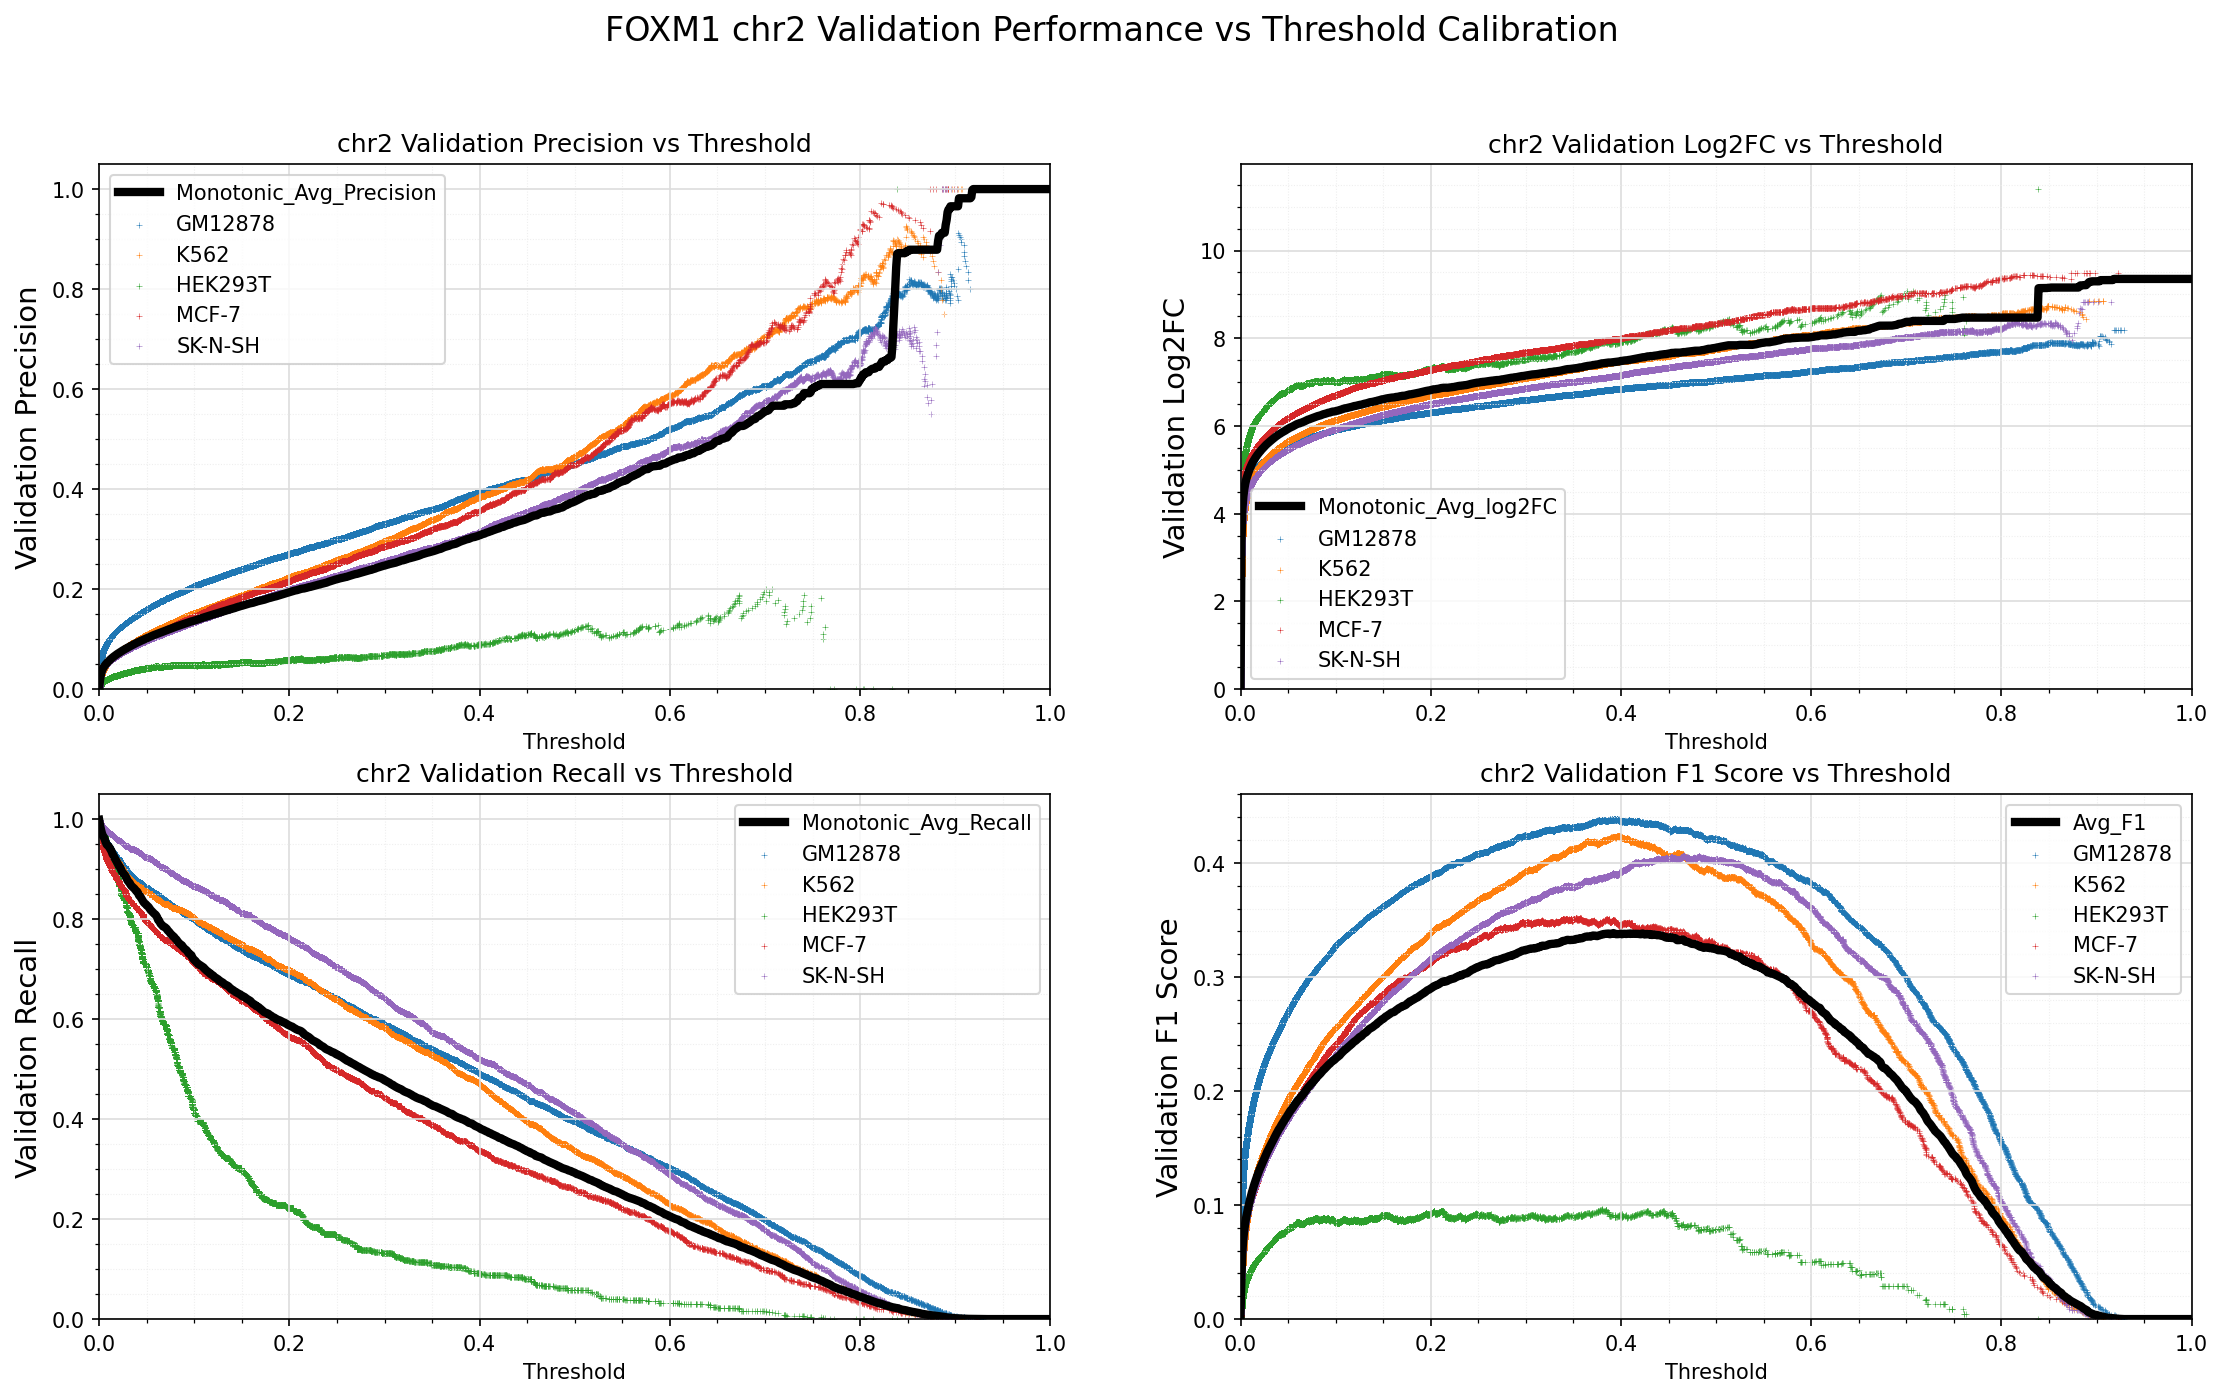 FOXM1 chr2 Validation Performance vs Threshold Calibration
chr2 Validation Precision vs Threshold
Validation Precision
1.0
0.8
0.6
0.4
0.2
0.0
Monotonic_Avg_Precision
GM12878
K562
HEK293T
MCF-7
SK-N-SH
0.0 0.2 0.4 0.6 0.8 1.0
Threshold
chr2 Validation Log2FC vs Threshold
Validation Log2FC
10
8
6
4
2
0
Monotonic_Avg_log2FC
GM12878
K562
HEK293T
MCF-7
SK-N-SH
0.0 0.2 0.4 0.6 0.8 1.0
Threshold
chr2 Validation Recall vs Threshold
Validation Recall
1.0
0.8
0.6
0.4
0.2
0.0
Monotonic_Avg_Recall
GM12878
K562
HEK293T
MCF-7
SK-N-SH
0.0 0.2 0.4 0.6 0.8 1.0
Threshold
chr2 Validation F1 Score vs Threshold
Validation F1 Score
0.4
0.3
0.2
0.1
0.0
Avg_F1
GM12878
K562
HEK293T
MCF-7
SK-N-SH
0.0 0.2 0.4 0.6 0.8 1.0
Threshold